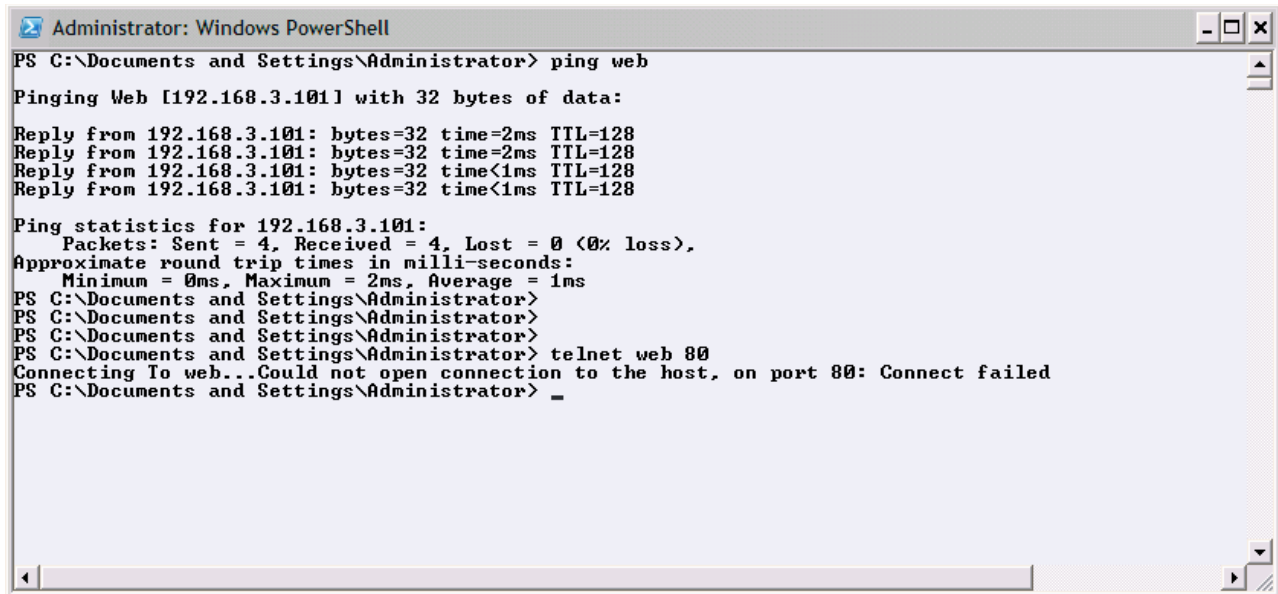 Administrator: Windows PowerShell
PS C:\Documents and Settings\Administrator> ping web
Pinging Web [192.168.3.101] with 32 bytes of data:
Reply from 192.168.3.101: bytes=32 time=2ms TTL=128
Reply from 192.168.3.101: bytes=32 time=2ms TTL=128
Reply from 192.168.3.101: bytes=32 time<1ms TTL=128
Reply from 192.168.3.101: bytes=32 time<1ms TTL=128
Ping statistics for 192.168.3.101:
    Packets: Sent = 4, Received = 4, Lost = 0 (0% loss),
Approximate round trip times in milli-seconds:
    Minimum = 0ms, Maximum = 2ms, Average = 1ms
PS C:\Documents and Settings\Administrator>
PS C:\Documents and Settings\Administrator>
PS C:\Documents and Settings\Administrator>
PS C:\Documents and Settings\Administrator> telnet web 80
Connecting To web...Could not open connection to the host, on port 80: Connect failed
PS C:\Documents and Settings\Administrator> _